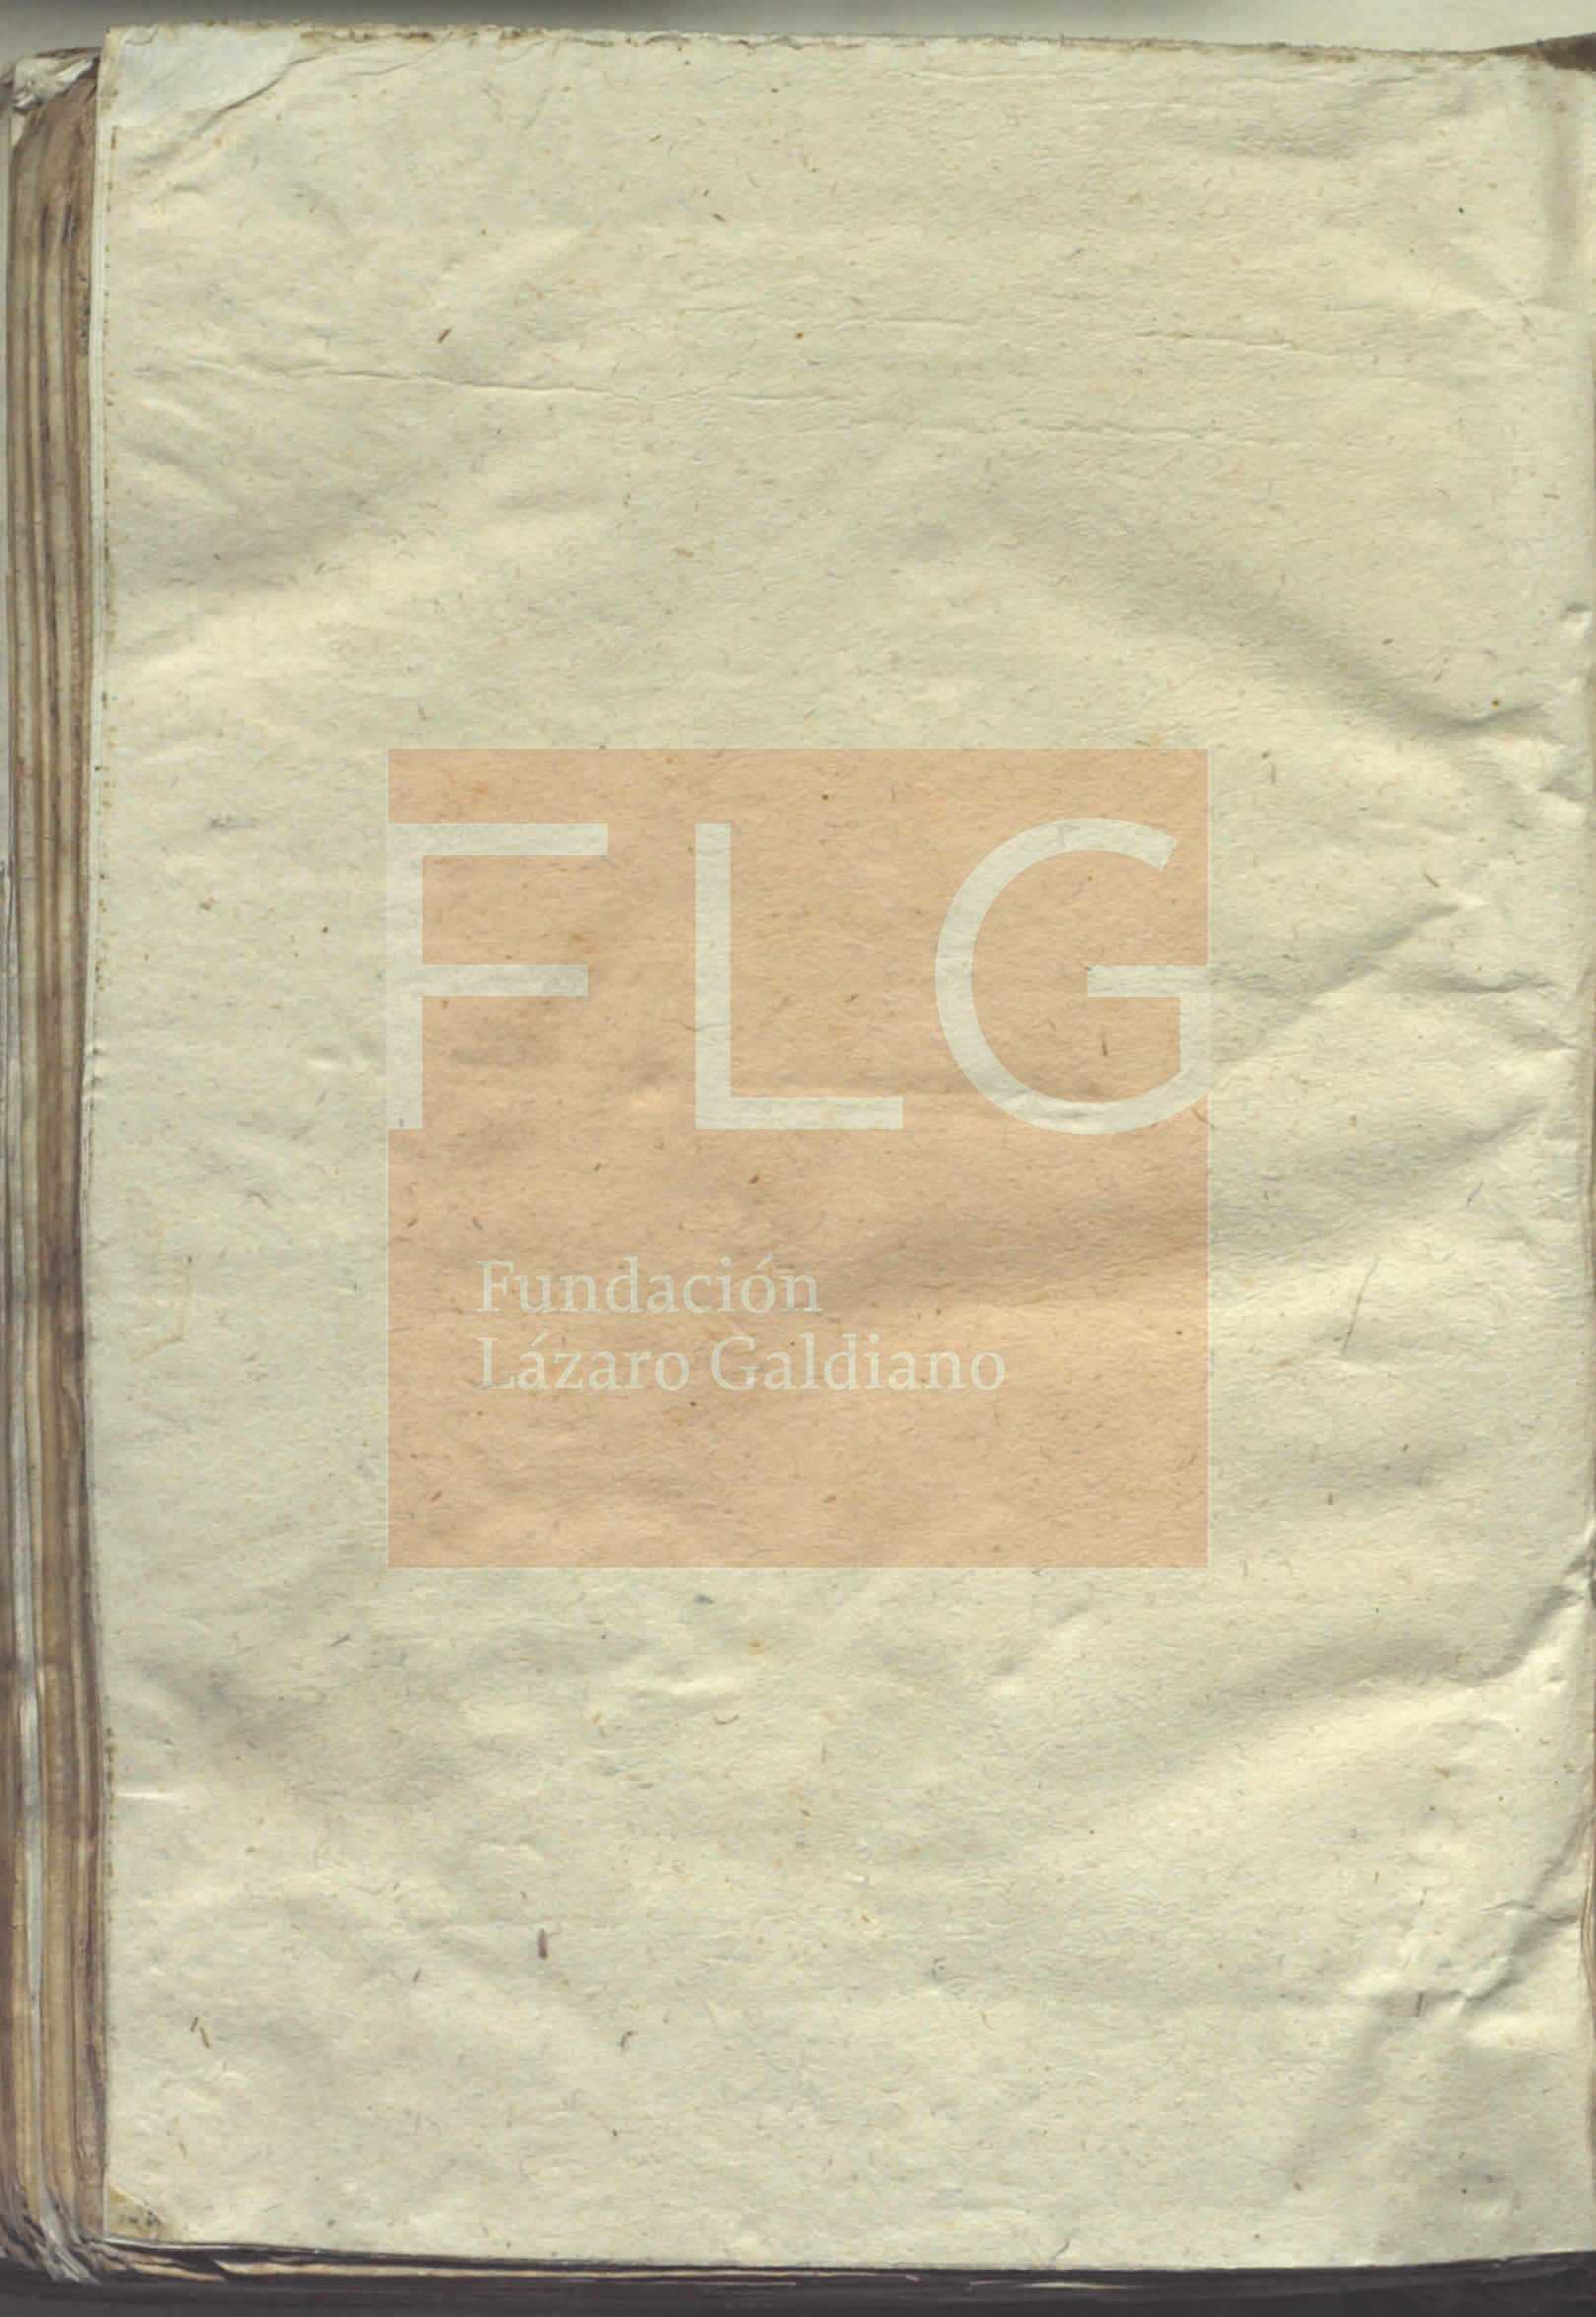 FLG
Fundación
Lázaro Galdiano